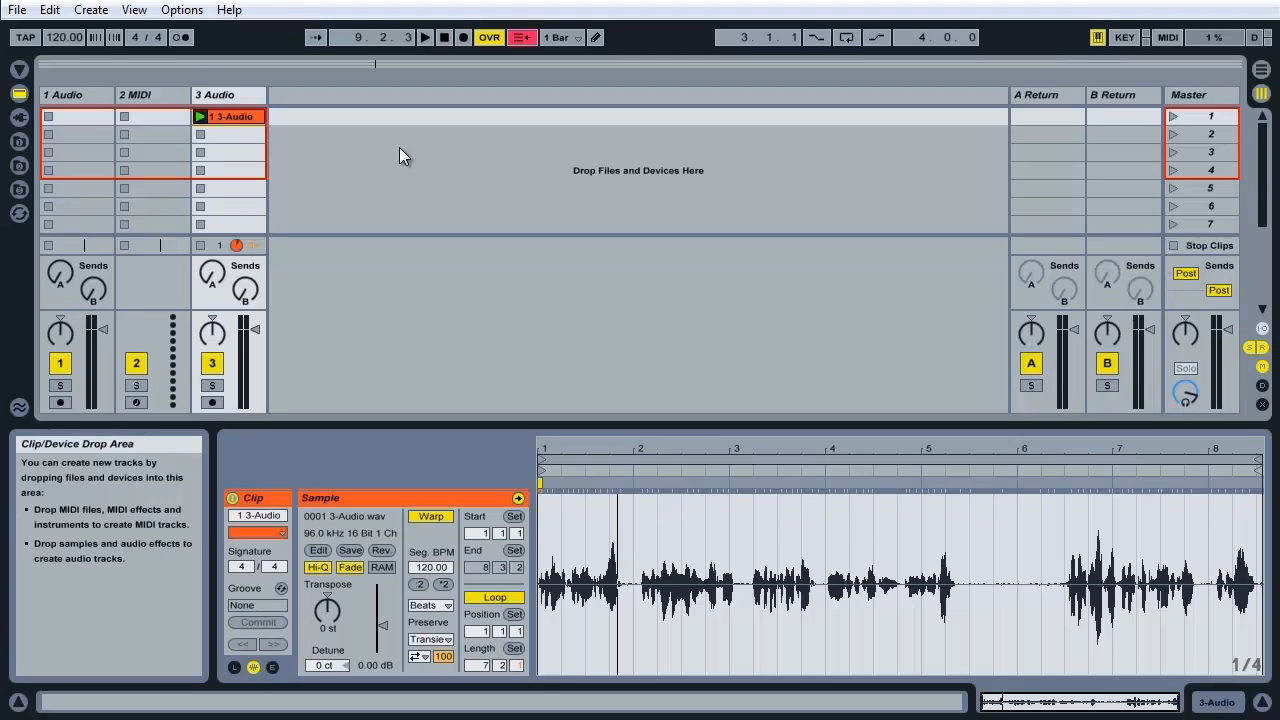 File Edit Create View Options Help
TAP 120.00 4 / 4 9. 2. 3 OVR 1 Bar 3. 1. 1 4. 0. 0 KEY MIDI 1 % D
1 Audio 2 MIDI 3 Audio A Return B Return Master
1 3-Audio 1
2
3
Drop Files and Devices Here 4
5
6
7
1 Stop Clips
Sends Sends Sends Sends Post Sends
A B A B A B A B Post
1 2 3 A B Solo
S S S S S
S R
M
D
X
Clip/Device Drop Area
You can create new tracks by
dropping files and devices into this
area:
Drop MIDI files, MIDI effects and
instruments to create MIDI tracks.
Drop samples and audio effects to
create audio tracks.
Clip
1 3-Audio
Signature
4 / 4
Groove
None
Commit
<< >>
L E
Sample
0001 3-Audio.wav
96.0 kHz 16 Bit 1 Ch
Edit Save Rev.
Hi-Q Fade RAM
Transpose
0 st
Detune
0 ct 0.00 dB
Warp
Seg. BPM
120.00
:2 *2
Beats
Preserve
Transie
100
Start Set
1 1 1
End Set
8 3 2
Loop
Position Set
1 1 1
Length Set
7 2 1
1 2 3 4 5 6 7 8
1/4
3-Audio